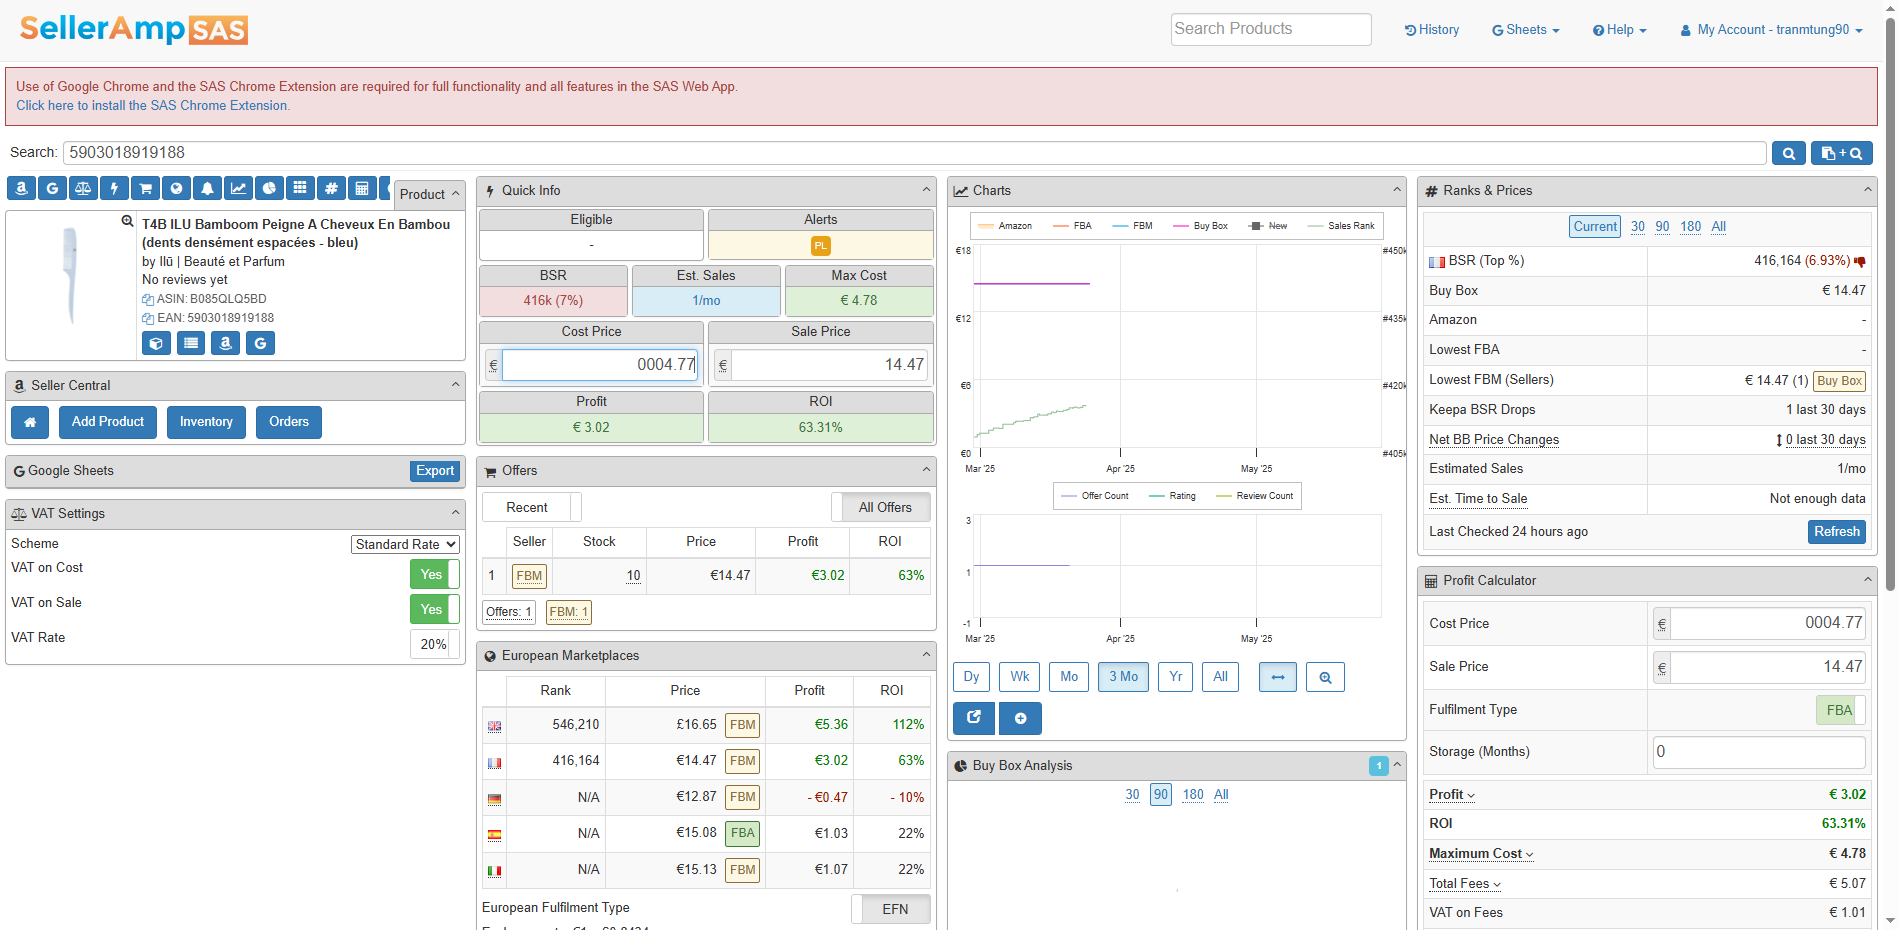 SellerAmp SAS
Search Products
History
Sheets
Help
My Account - tranmtung90
Use of Google Chrome and the SAS Chrome Extension are required for full functionality and all features in the SAS Web App.
Click here to install the SAS Chrome Extension.
Search: 5903018919188
Product
T4B ILU Bamboom Peigne A Cheveux En Bambou
(dents densément espacées - bleu)
by Ilū | Beauté et Parfum
No reviews yet
ASIN: B085QLQ5BD
EAN: 5903018919188
Seller Central
Add Product Inventory Orders
Google Sheets Export
VAT Settings
Scheme Standard Rate
VAT on Cost Yes
VAT on Sale Yes
VAT Rate 20%
Quick Info
Eligible Alerts
- PL
BSR Est. Sales Max Cost
416k (7%) 1/mo € 4.78
Cost Price Sale Price
€ 0004.77 € 14.47
Profit ROI
€ 3.02 63.31%
Offers
Recent All Offers
Seller Stock Price Profit ROI
1 FBM 10 €14.47 €3.02 63%
Offers: 1 FBM: 1
European Marketplaces
Rank Price Profit ROI
546,210 £16.65 FBM €5.36 112%
416,164 €14.47 FBM €3.02 63%
N/A €12.87 FBM - €0.47 - 10%
N/A €15.08 FBA €1.03 22%
N/A €15.13 FBM €1.07 22%
European Fulfilment Type EFN
Charts
Amazon FBA FBM Buy Box New Sales Rank
€18 #450k
€12 #435k
€6 #420k
€0 #405k
Mar '25 Apr '25 May '25
Offer Count Rating Review Count
3
1
-1
Mar '25 Apr '25 May '25
Dy Wk Mo 3 Mo Yr All
Buy Box Analysis 1
30 90 180 All
Ranks & Prices
Current 30 90 180 All
BSR (Top %) 416,164 (6.93%)
Buy Box € 14.47
Amazon -
Lowest FBA -
Lowest FBM (Sellers) € 14.47 (1) Buy Box
Keepa BSR Drops 1 last 30 days
Net BB Price Changes 0 last 30 days
Estimated Sales 1/mo
Est. Time to Sale Not enough data
Last Checked 24 hours ago Refresh
Profit Calculator
Cost Price € 0004.77
Sale Price € 14.47
Fulfilment Type FBA
Storage (Months) 0
Profit € 3.02
ROI 63.31%
Maximum Cost € 4.78
Total Fees € 5.07
VAT on Fees € 1.01